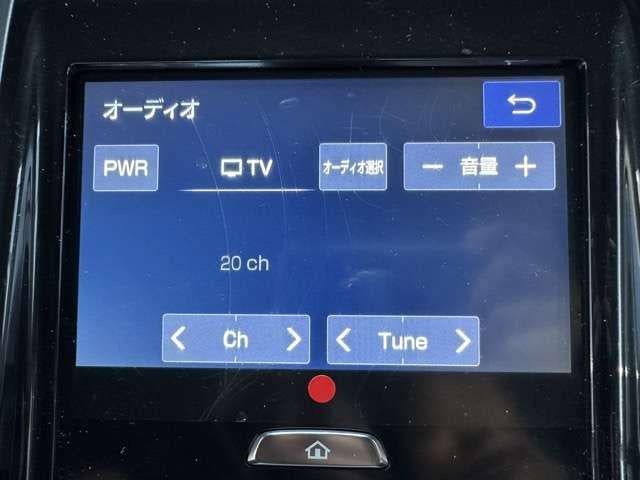 オーディオ
PWR TV オーディオ選択 − 音量 +
20 ch
< Ch > < Tune >